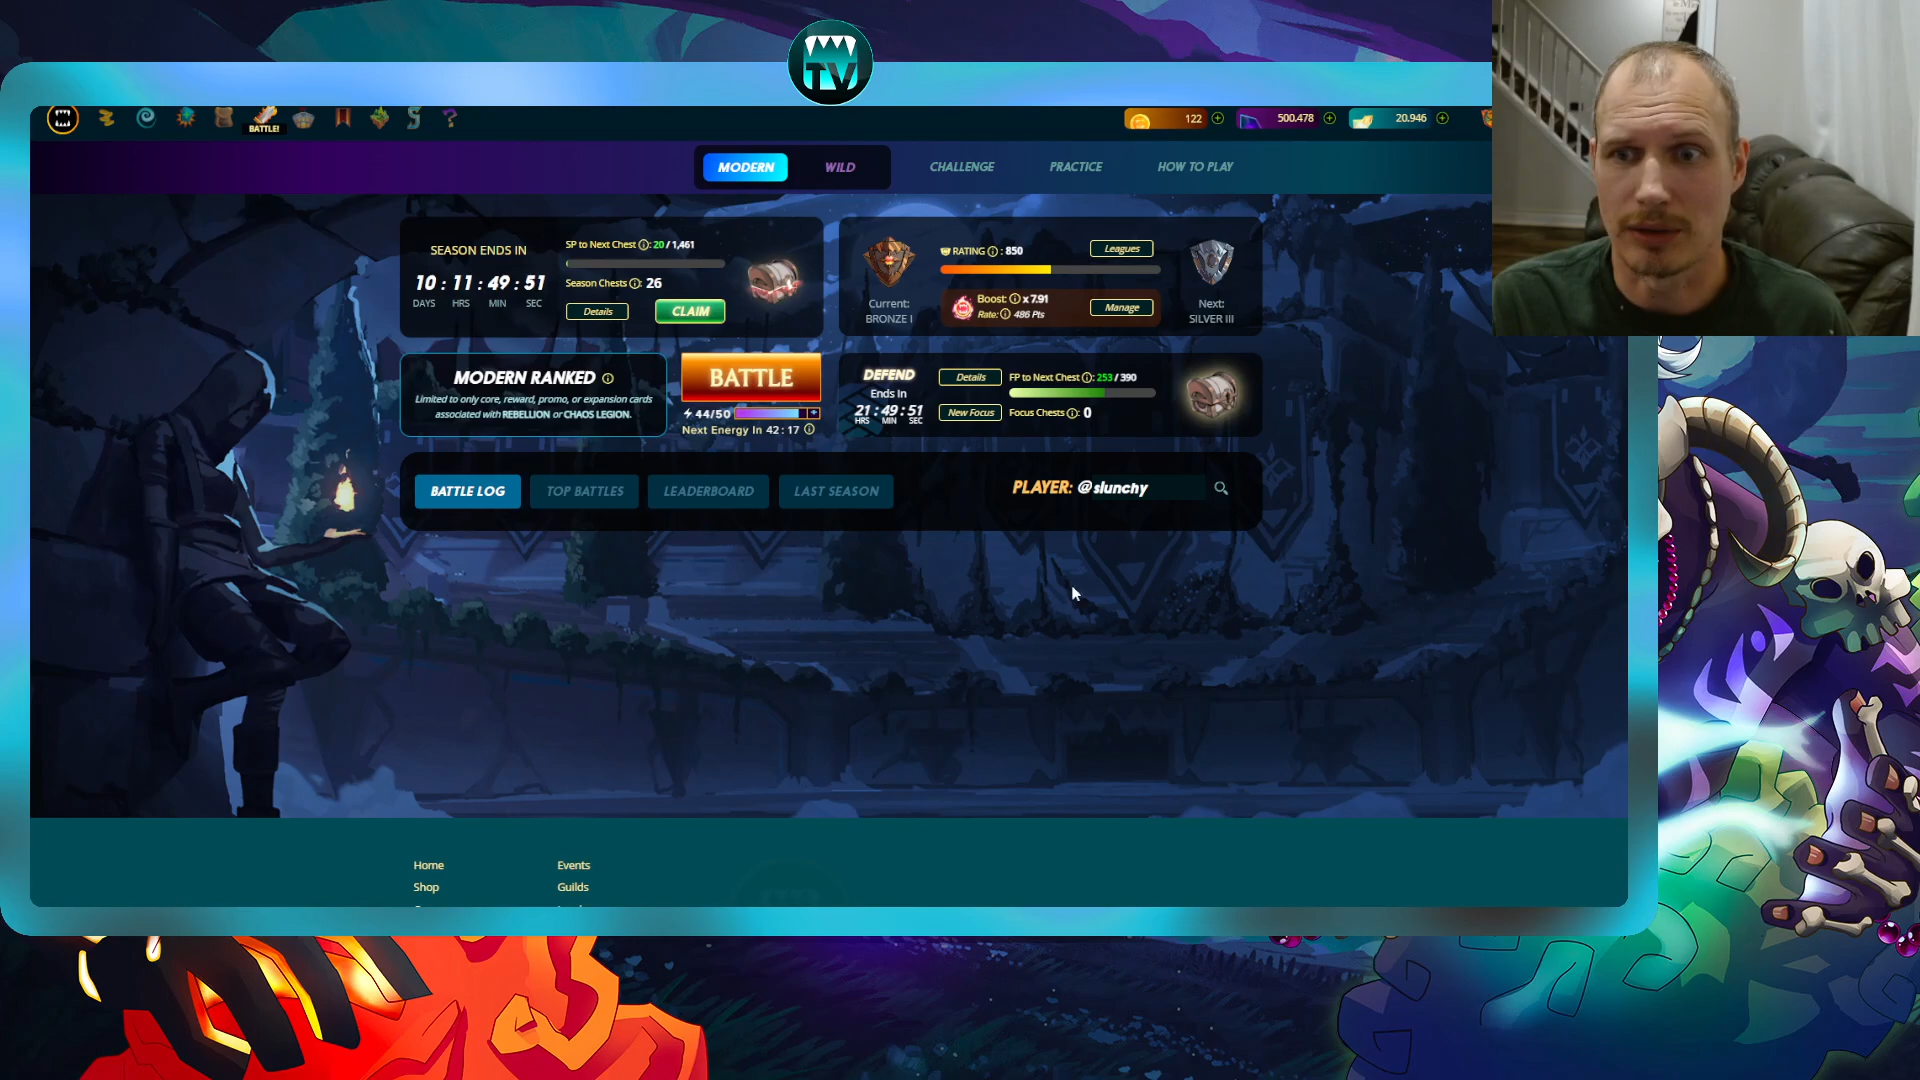 TV
BATTLE!
122
500.478
20.946
MODERN
WILD
CHALLENGE
PRACTICE
HOW TO PLAY
SEASON ENDS IN
10 : 11 : 49 : 51
DAYS HRS MIN SEC
SP to Next Chest : 20 / 1,461
Season Chests : 26
Details
CLAIM
RATING : 850
Leagues
Current:
BRONZE I
Boost: x 7.91
Rate: 486 Pts
Manage
Next:
SILVER III
MODERN RANKED
Limited to only core, reward, promo, or expansion cards
associated with REBELLION or CHAOS LEGION.
BATTLE
44/50
Next Energy In 42 : 17
DEFEND
Ends In
21 : 49 : 51
HRS MIN SEC
Details
New Focus
FP to Next Chest : 253 / 390
Focus Chests : 0
BATTLE LOG
TOP BATTLES
LEADERBOARD
LAST SEASON
PLAYER: @slunchy
Home
Events
Shop
Guilds